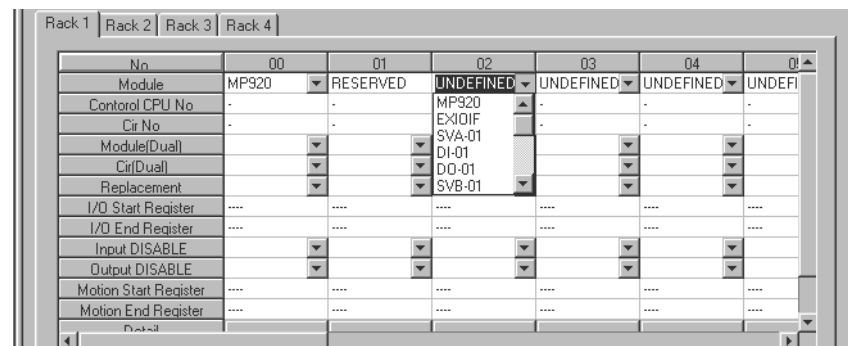 Rack 1 Rack 2 Rack 3 Rack 4
No 00 01 02 03 04
Module MP920 RESERVED UNDEFINED UNDEFINED UNDEFINED UNDEFI
Contorol CPU No - - - -
MP920
Cir No - - - -
EXIOIF
SVA-01
Module(Dual)
DI-01
Cir(Dual)
DO-01
Replacement
SVB-01
I/O Start Register ---- ---- ---- ---- ---- ----
I/O End Register ---- ---- ---- ---- ---- ----
Input DISABLE
Output DISABLE
Motion Start Register ---- ---- ---- ---- ---- ----
Motion End Register ---- ---- ---- ---- ---- ----
Detail